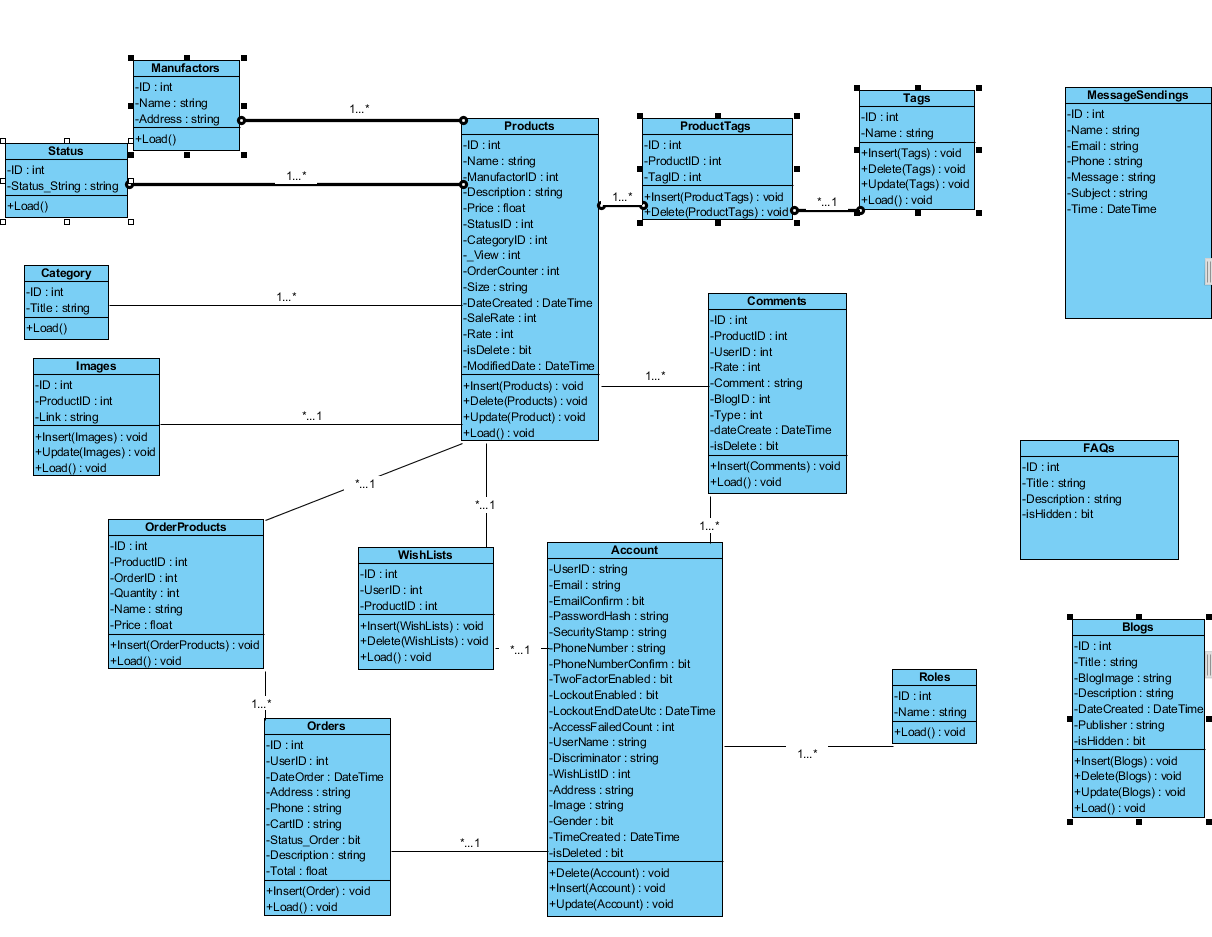 Manufactors
-ID : int
-Name : string
-Address : string
+Load()
1...*
Status
-ID : int
-Status_String : string
+Load()
1...*
Category
-ID : int
-Title : string
+Load()
1...*
Images
-ID : int
-ProductID : int
-Link : string
+Insert(Images) : void
+Update(Images) : void
+Load() : void
*...1
Products
-ID : int
-Name : string
-ManufactorID : int
-Description : string
-Price : float
-StatusID : int
-CategoryID : int
-_View : int
-OrderCounter : int
-Size : string
-DateCreated : DateTime
-SaleRate : int
-Rate : int
-isDelete : bit
-ModifiedDate : DateTime
+Insert(Products) : void
+Delete(Products) : void
+Update(Product) : void
+Load() : void
1...*
ProductTags
-ID : int
-ProductID : int
-TagID : int
+Insert(ProductTags) : void
+Delete(ProductTags) : void
*...1
Tags
-ID : int
-Name : string
+Insert(Tags) : void
+Delete(Tags) : void
+Update(Tags) : void
+Load() : void
MessageSendings
-ID : int
-Name : string
-Email : string
-Phone : string
-Message : string
-Subject : string
-Time : DateTime
1...*
Comments
-ID : int
-ProductID : int
-UserID : int
-Rate : int
-Comment : string
-BlogID : int
-Type : int
-dateCreate : DateTime
-isDelete : bit
+Insert(Comments) : void
+Load() : void
1...*
FAQs
-ID : int
-Title : string
-Description : string
-isHidden : bit
*...1
OrderProducts
-ID : int
-ProductID : int
-OrderID : int
-Quantity : int
-Name : string
-Price : float
+Insert(OrderProducts) : void
+Load() : void
1...*
*...1
WishLists
-ID : int
-UserID : int
-ProductID : int
+Insert(WishLists) : void
+Delete(WishLists) : void
+Load() : void
*...1
Account
-UserID : string
-Email : string
-EmailConfirm : bit
-PasswordHash : string
-SecurityStamp : string
-PhoneNumber : string
-PhoneNumberConfirm : bit
-TwoFactorEnabled : bit
-LockoutEnabled : bit
-LockoutEndDateUtc : DateTime
-AccessFailedCount : int
-UserName : string
-Discriminator : string
-WishListID : int
-Address : string
-Image : string
-Gender : bit
-TimeCreated : DateTime
-isDeleted : bit
+Delete(Account) : void
+Insert(Account) : void
+Update(Account) : void
1...*
Roles
-ID : int
-Name : string
+Load() : void
Blogs
-ID : int
-Title : string
-BlogImage : string
-Description : string
-DateCreated : DateTime
-Publisher : string
-isHidden : bit
+Insert(Blogs) : void
+Delete(Blogs) : void
+Update(Blogs) : void
+Load() : void
Orders
-ID : int
-UserID : int
-DateOrder : DateTime
-Address : string
-Phone : string
-CartID : string
-Status_Order : bit
-Description : string
-Total : float
+Insert(Order) : void
+Load() : void
*...1